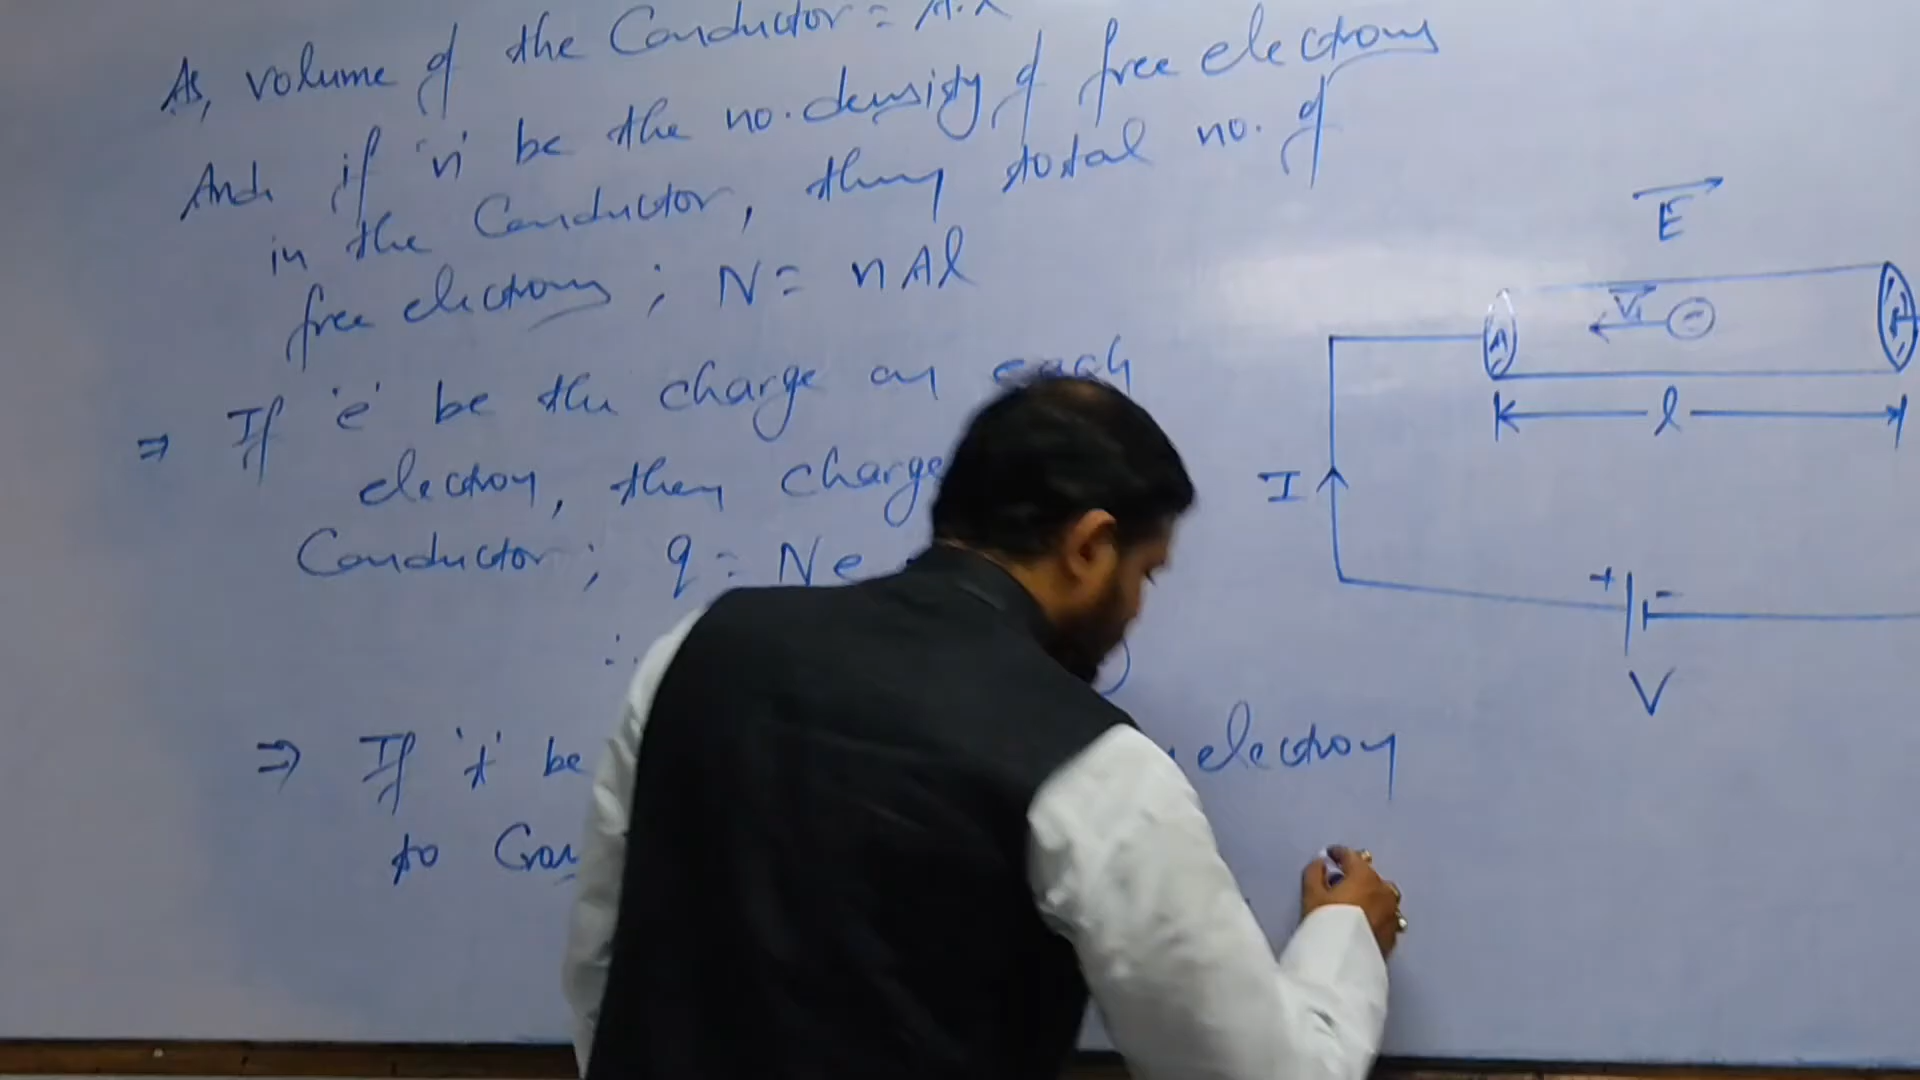 As, volume of the Conductor = A.l
And if 'n' be the no. density of free electrons
in the Conductor, then total no. of
free electrons ; N = nAl
⇒ If 'e' be the charge on each
electron, then charge
Conductor ; q = Ne
∴
⇒ If 't' be electron
to
E
V
A
l
I
+ -
V